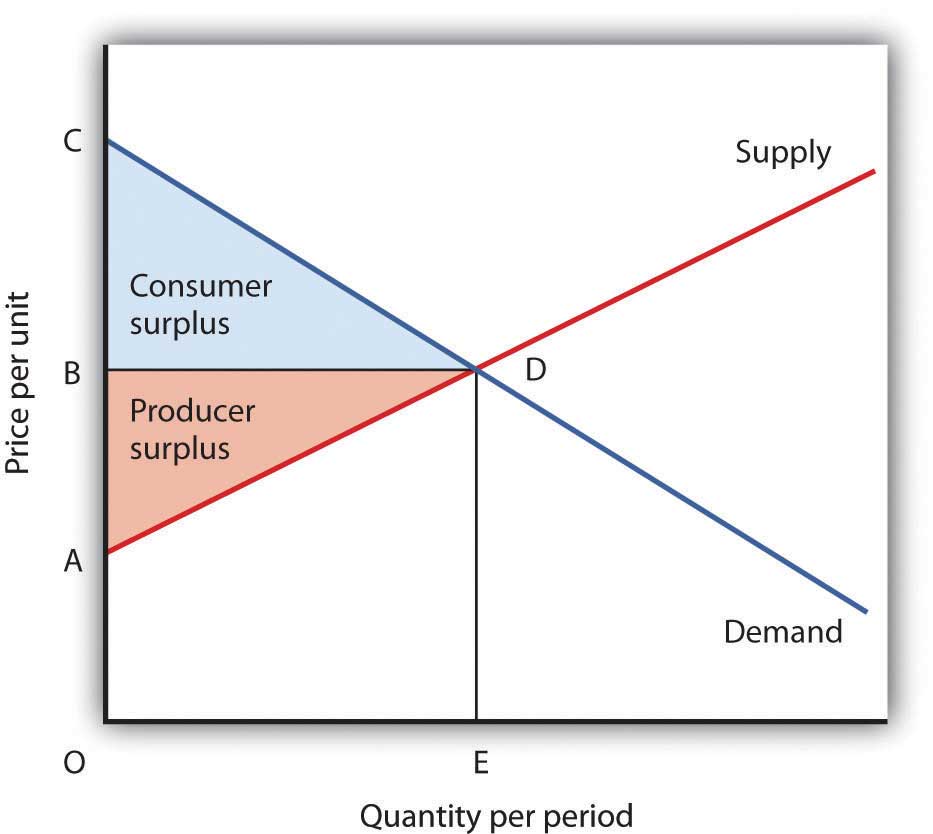 C
Supply
Consumer
surplus
Price per unit
B
D
Producer
surplus
A
Demand
O
E
Quantity per period